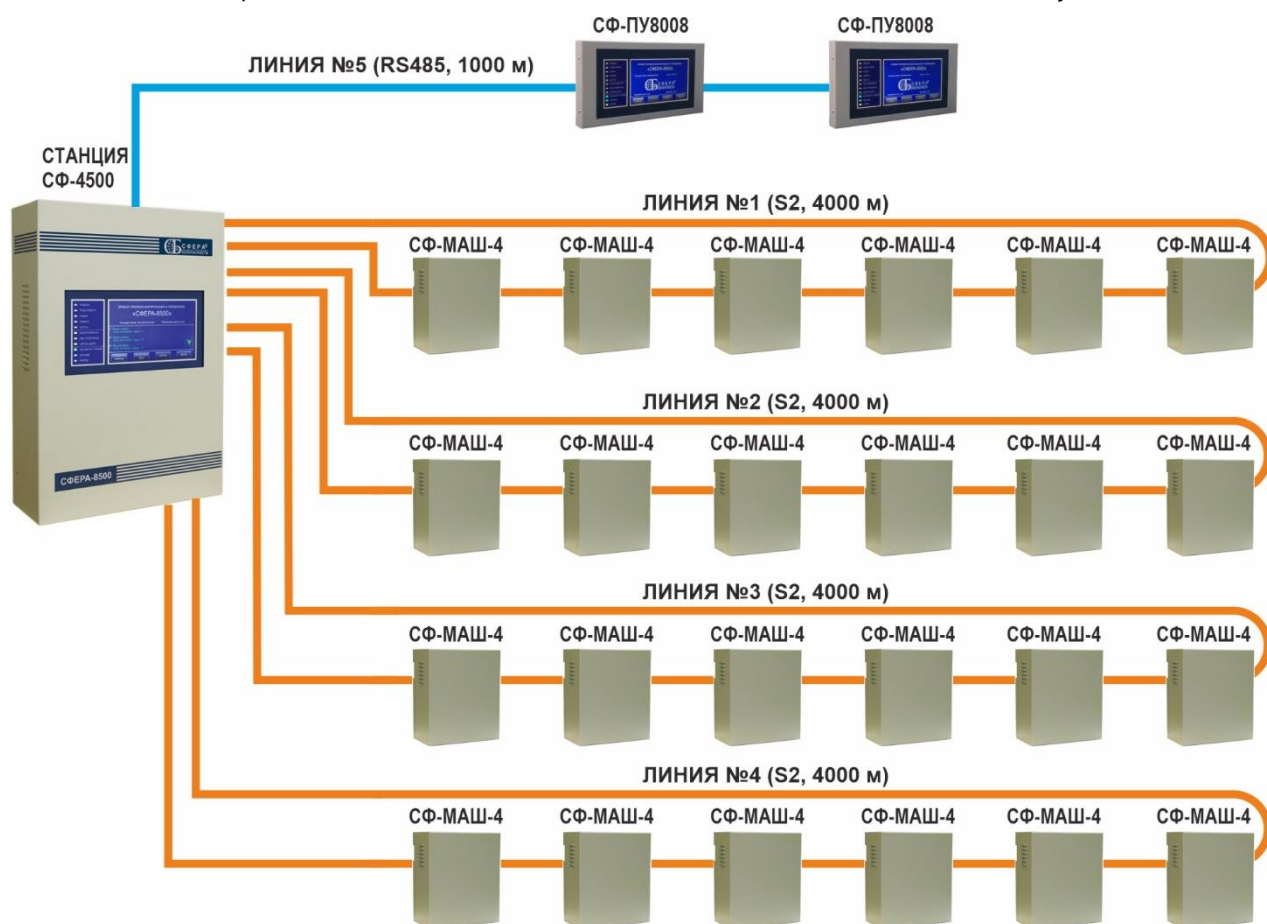 СФ-ПУ8008 СФ-ПУ8008
ЛИНИЯ №5 (RS485, 1000 м)
СТАНЦИЯ
СФ-4500
ЛИНИЯ №1 (S2, 4000 м)
СФ-МАШ-4 СФ-МАШ-4 СФ-МАШ-4 СФ-МАШ-4 СФ-МАШ-4 СФ-МАШ-4
СФЕРА
БЕЗОПАСНОСТИ
«СФЕРА-8500»
ЛИНИЯ №2 (S2, 4000 м)
СФ-МАШ-4 СФ-МАШ-4 СФ-МАШ-4 СФ-МАШ-4 СФ-МАШ-4 СФ-МАШ-4
СФЕРА-8500
ЛИНИЯ №3 (S2, 4000 м)
СФ-МАШ-4 СФ-МАШ-4 СФ-МАШ-4 СФ-МАШ-4 СФ-МАШ-4 СФ-МАШ-4
ЛИНИЯ №4 (S2, 4000 м)
СФ-МАШ-4 СФ-МАШ-4 СФ-МАШ-4 СФ-МАШ-4 СФ-МАШ-4 СФ-МАШ-4